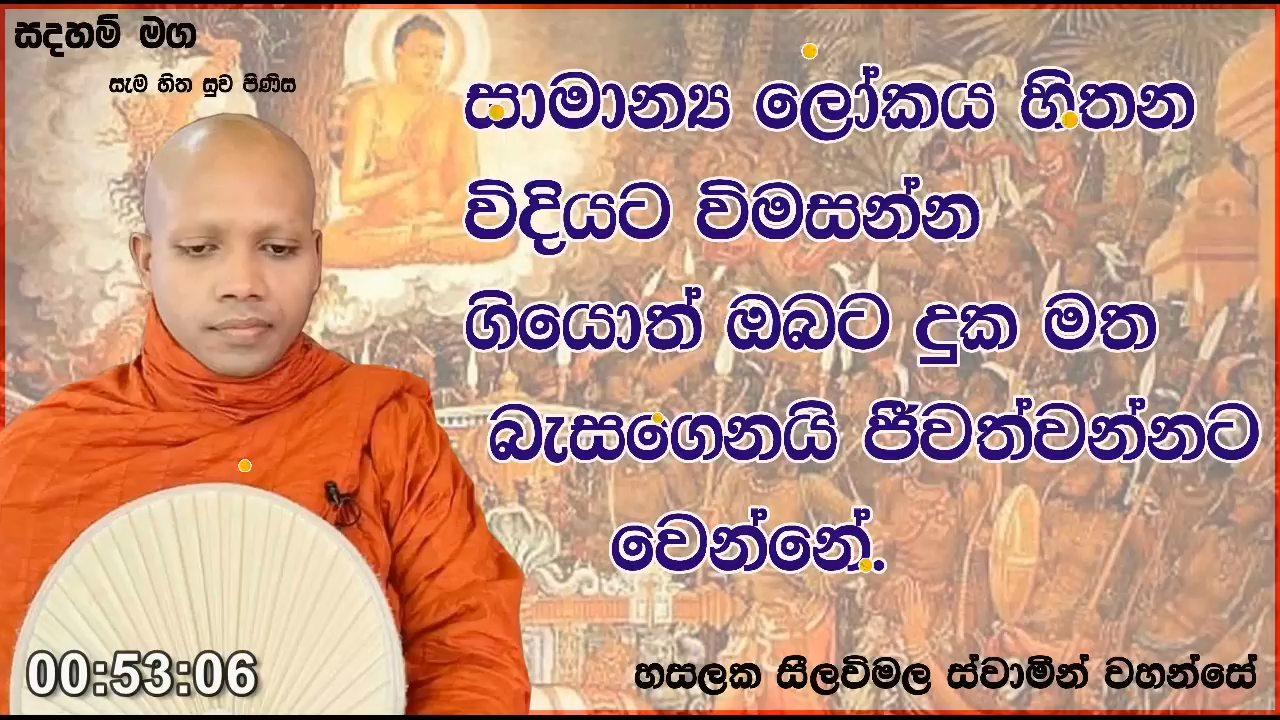 සදහම් මග
සැම හිත සුව පිණිස
සාමාන්‍ය ලෝකය හිතන
විදියට විමසන්න
ගියොත් ඔබට දුක මත
බැසගෙනයි ජීවත්වන්නට
වෙන්නේ.
00:53:06
හසලක සීලවිමල ස්වාමීන් වහන්සේ